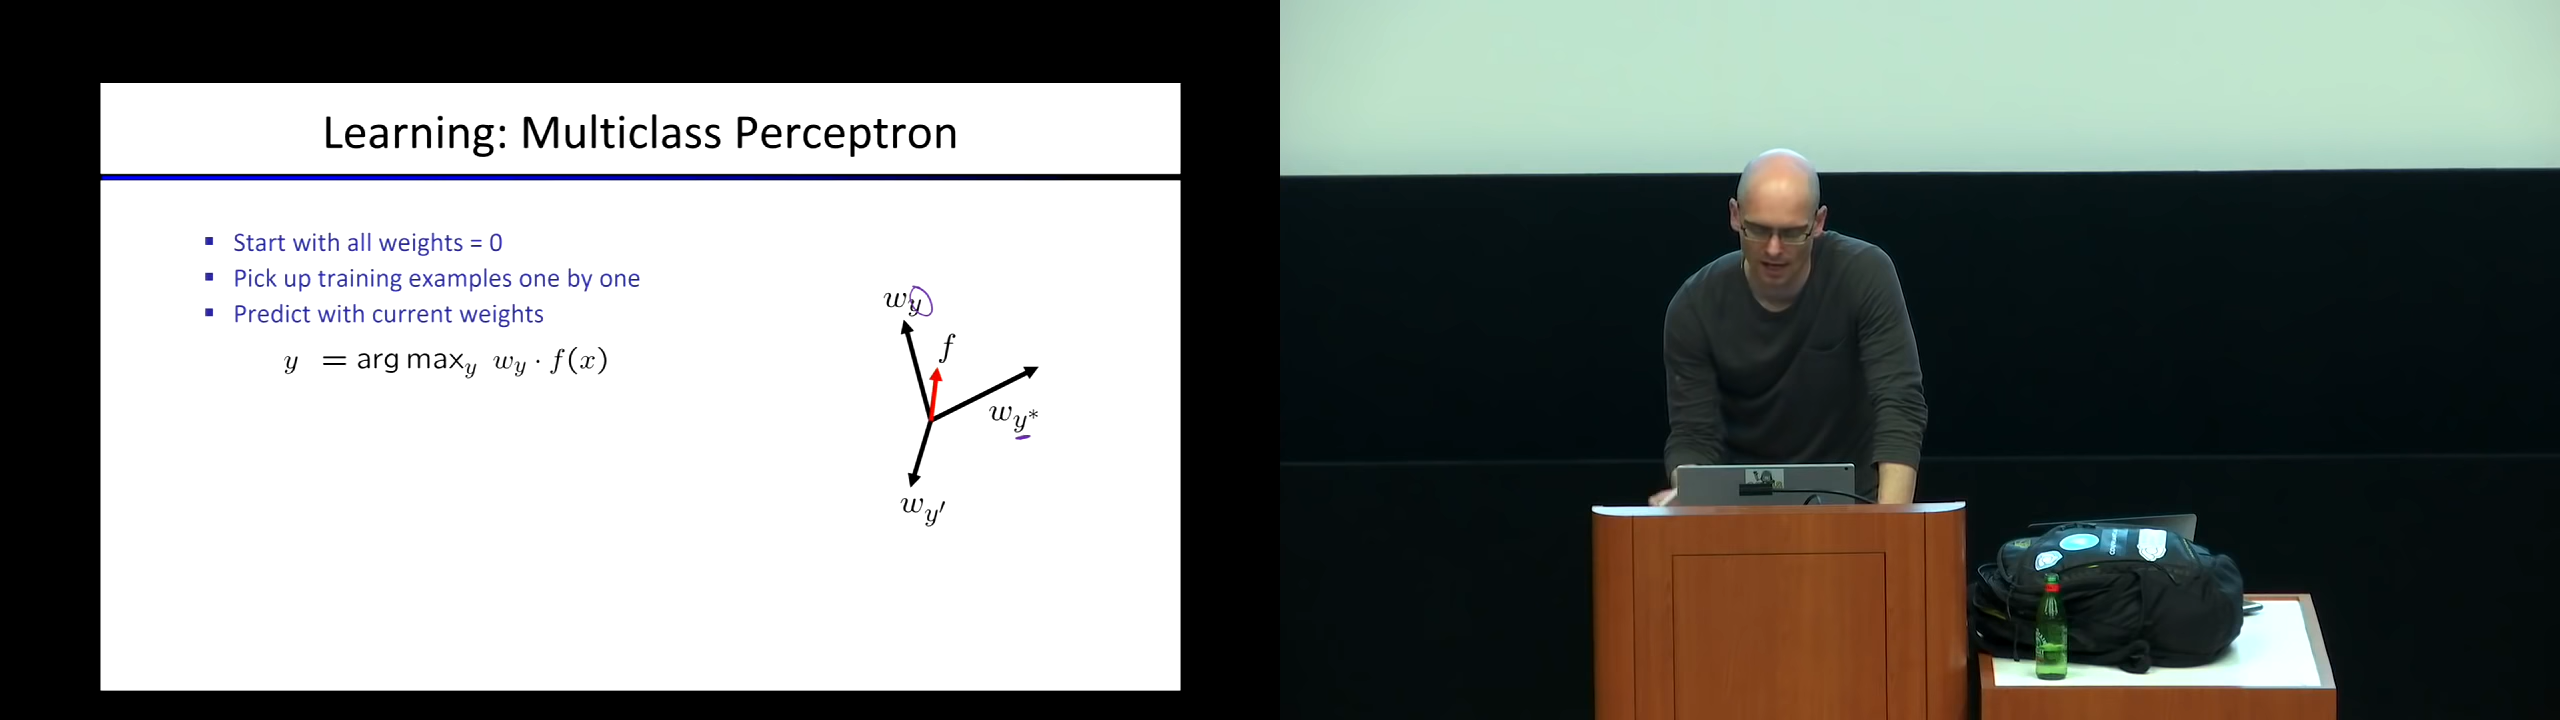 Learning: Multiclass Perceptron
Start with all weights = 0
Pick up training examples one by one
Predict with current weights
y = arg max_y w_y · f(x)
w_y
f
w_y*
w_y′